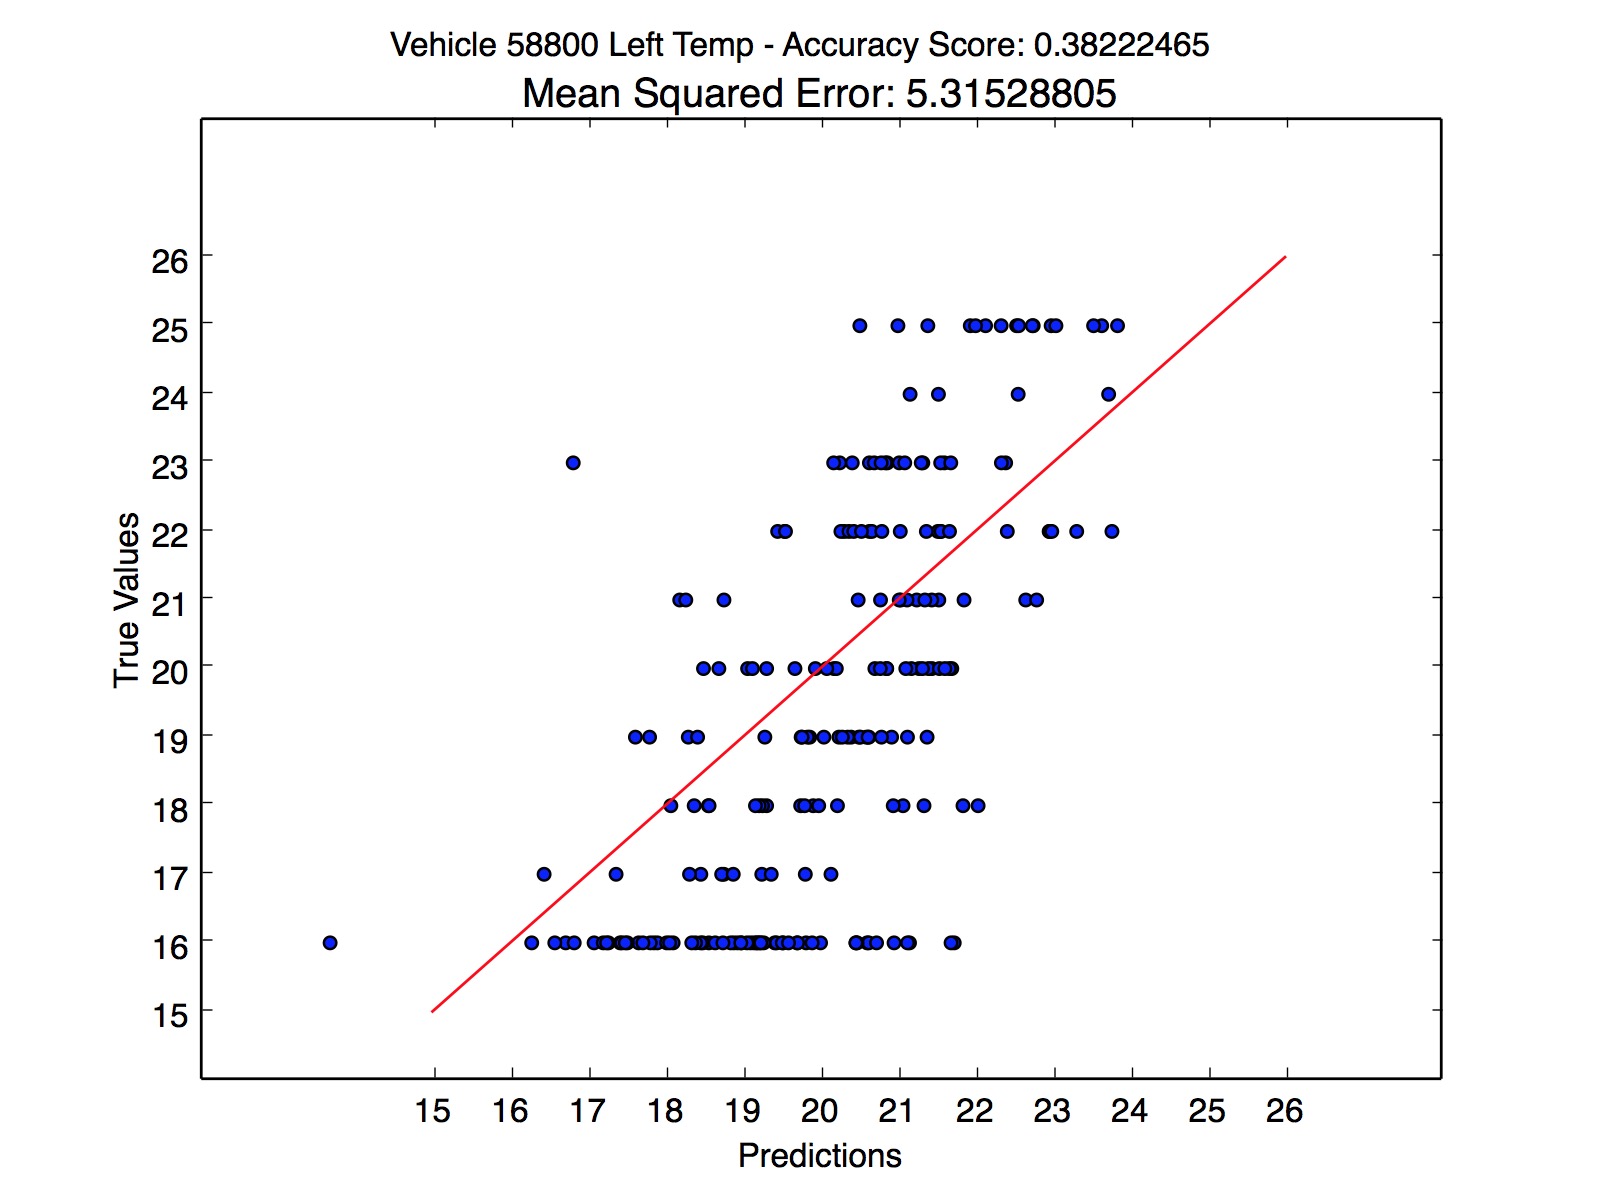 Vehicle 58800 Left Temp - Accuracy Score: 0.38222465
Mean Squared Error: 5.31528805
26
25
24
23
22
21
20
19
18
17
16
15
True Values
15 16 17 18 19 20 21 22 23 24 25 26
Predictions